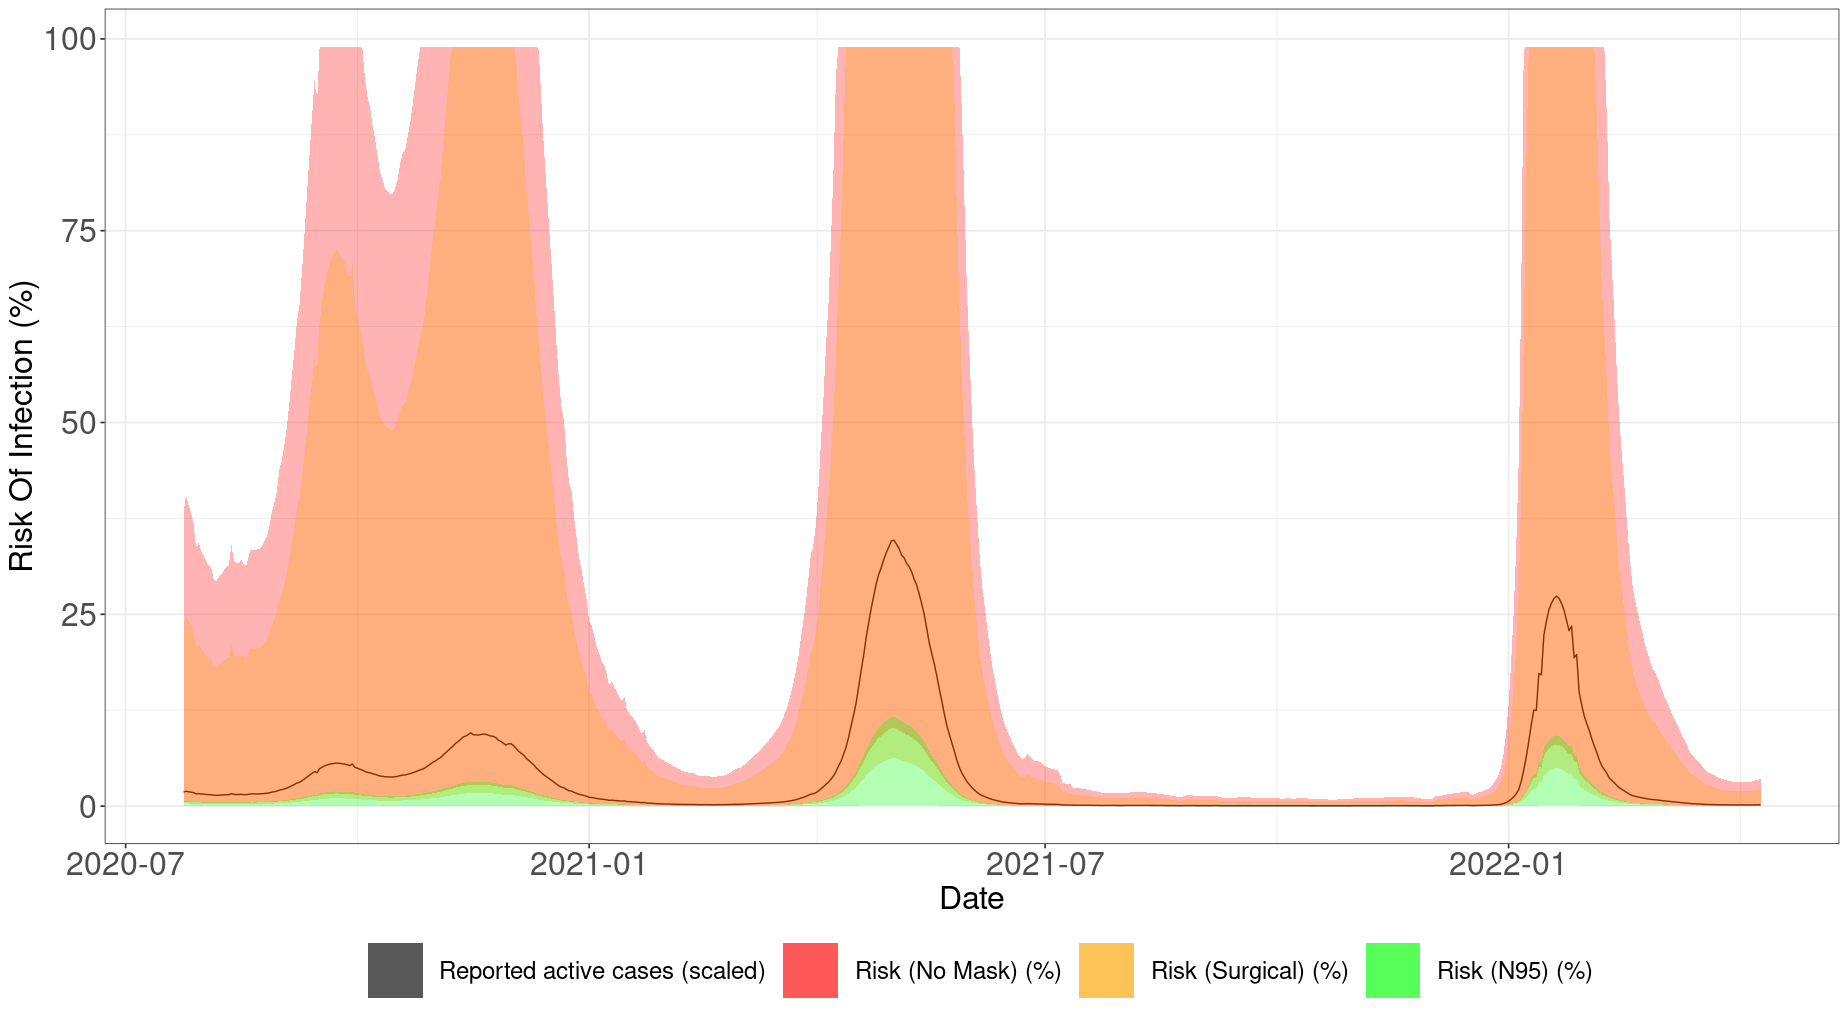 Risk Of Infection (%)
100
75
50
25
0
2020-07
2021-01
2021-07
2022-01
Date
Reported active cases (scaled)
Risk (No Mask) (%)
Risk (Surgical) (%)
Risk (N95) (%)